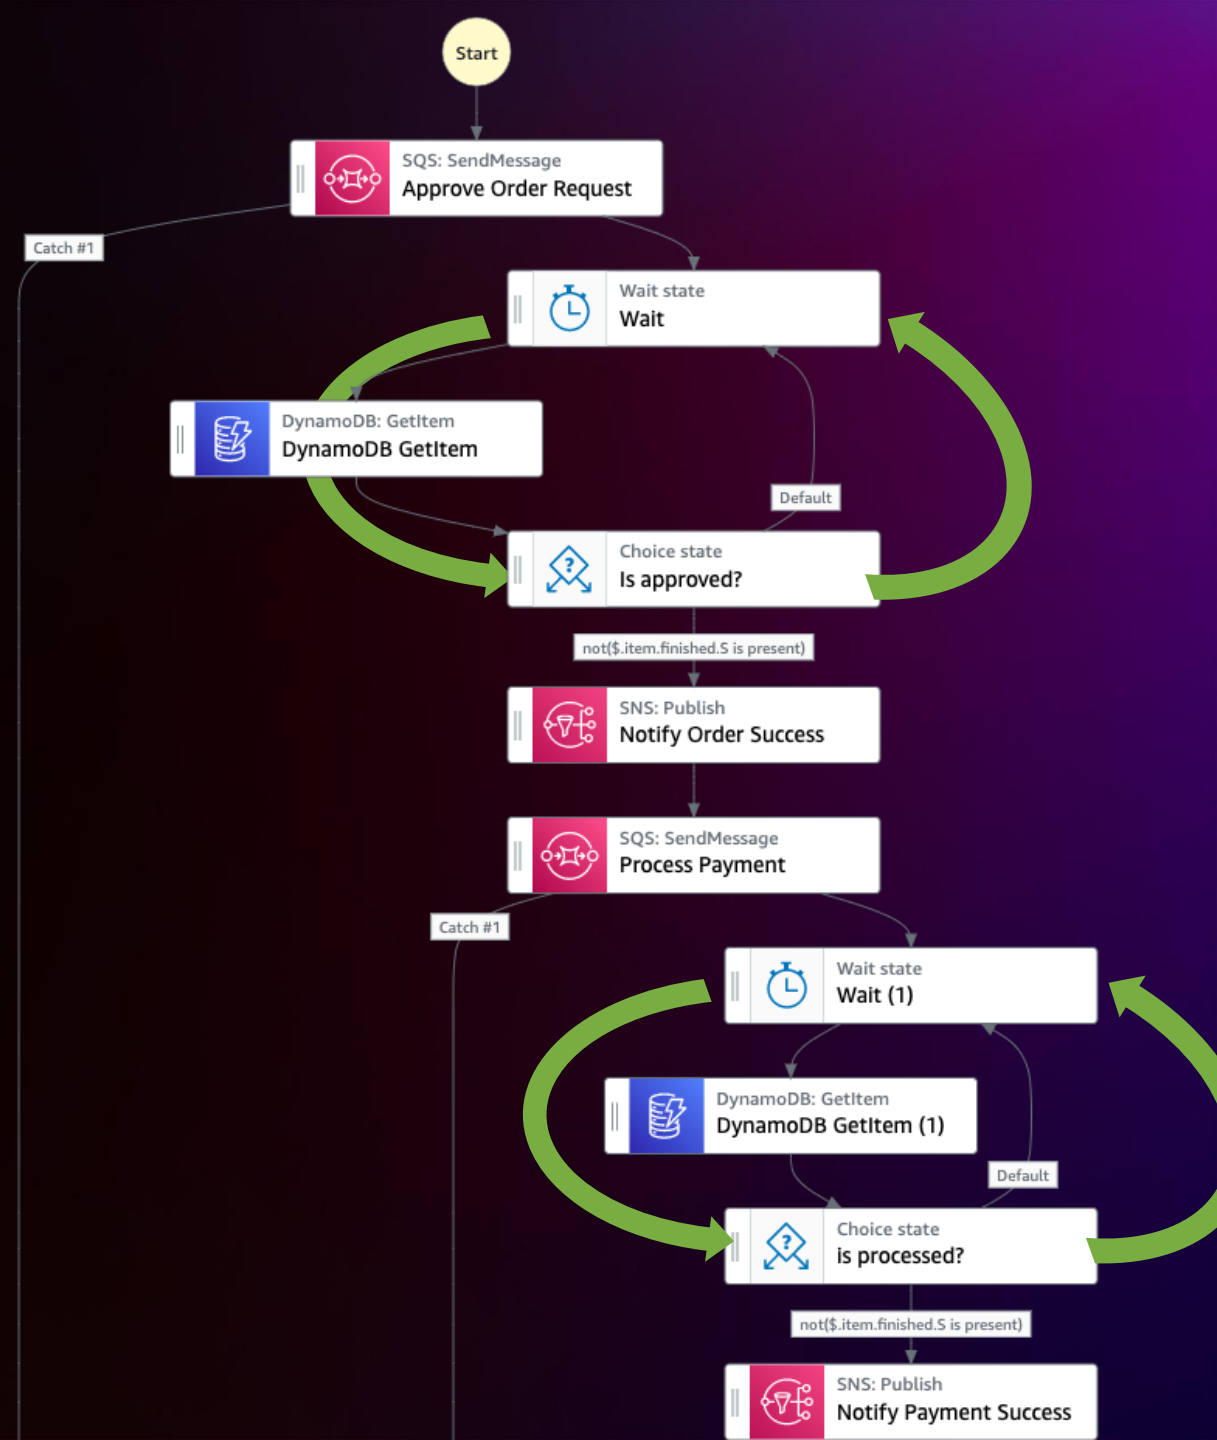 Start
SQS: SendMessage
Approve Order Request
Catch #1
Wait state
Wait
DynamoDB: GetItem
DynamoDB GetItem
Default
Choice state
Is approved?
not($.item.finished.S is present)
SNS: Publish
Notify Order Success
SQS: SendMessage
Process Payment
Catch #1
Wait state
Wait (1)
DynamoDB: GetItem
DynamoDB GetItem (1)
Default
Choice state
is processed?
not($.item.finished.S is present)
SNS: Publish
Notify Payment Success